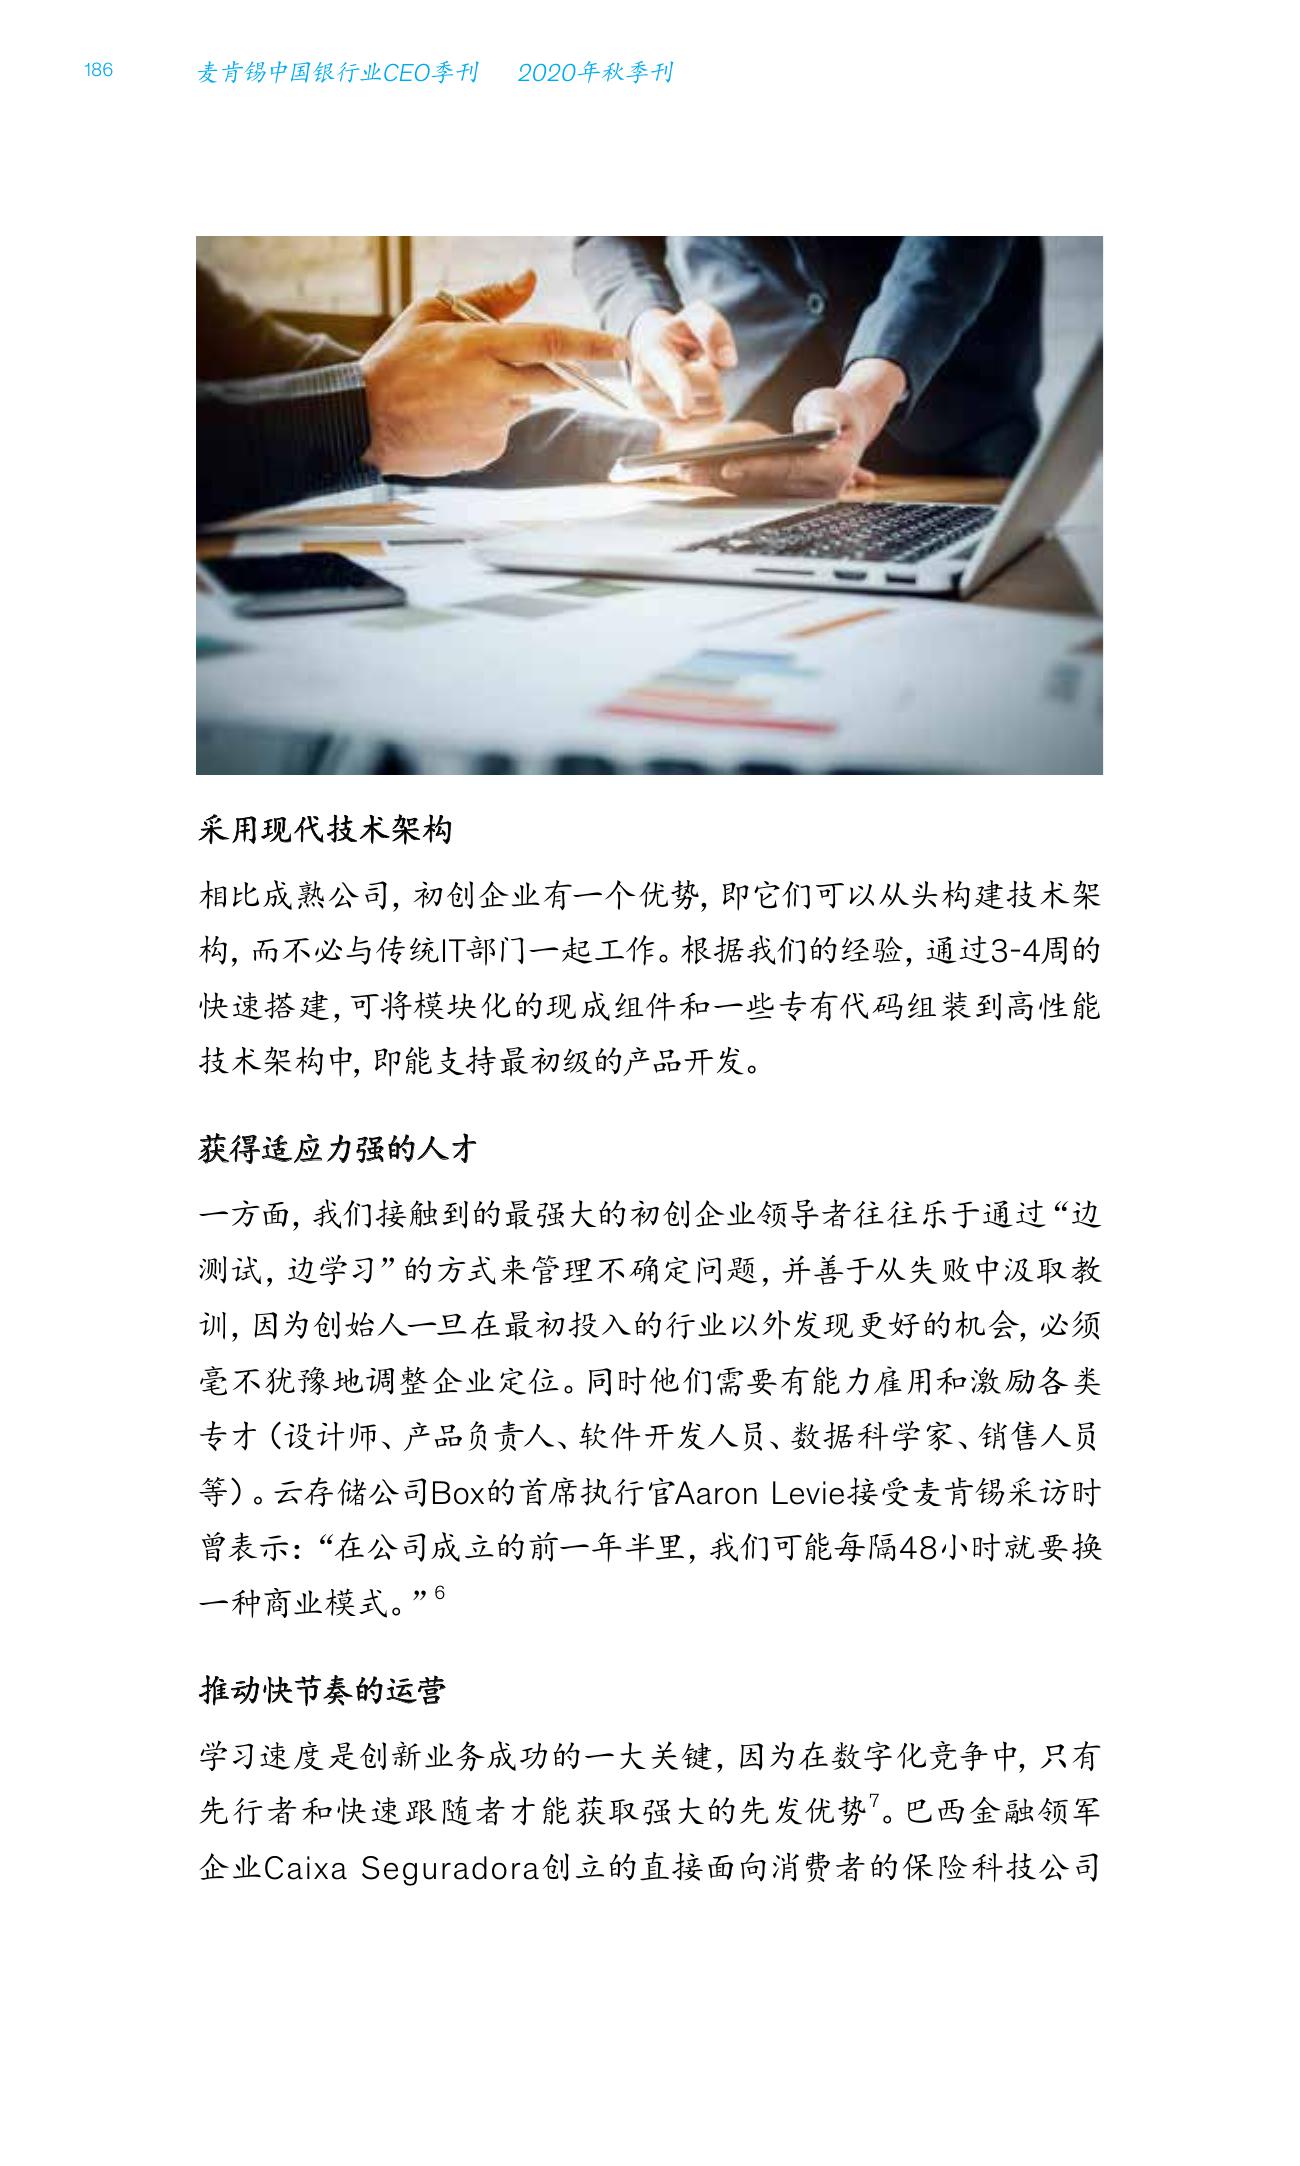 186
麦肯锡中国银行业CEO季刊 2020年秋季刊
采用现代技术架构
相比成熟公司, 初创企业有一个优势, 即它们可以从头构建技术架
构, 而不必与传统IT部门一起工作。根据我们的经验, 通过3-4周的
快速搭建, 可将模块化的现成组件和一些专有代码组装到高性能
技术架构中, 即能支持最初级的产品开发。
获得适应力强的人才
一方面, 我们接触到的最强大的初创企业领导者往往乐于通过“边
测试, 边学习”的方式来管理不确定问题, 并善于从失败中汲取教
训, 因为创始人一旦在最初投入的行业以外发现更好的机会, 必须
毫不犹豫地调整企业定位。同时他们需要有能力雇用和激励各类
专才(设计师、产品负责人、软件开发人员、数据科学家、销售人员
等)。云存储公司Box的首席执行官Aaron Levie接受麦肯锡采访时
曾表示: “在公司成立的前一年半里, 我们可能每隔48小时就要换
一种商业模式。”6
推动快节奏的运营
学习速度是创新业务成功的一大关键, 因为在数字化竞争中, 只有
先行者和快速跟随者才能获取强大的先发优势7。巴西金融领军
企业Caixa Seguradora创立的直接面向消费者的保险科技公司